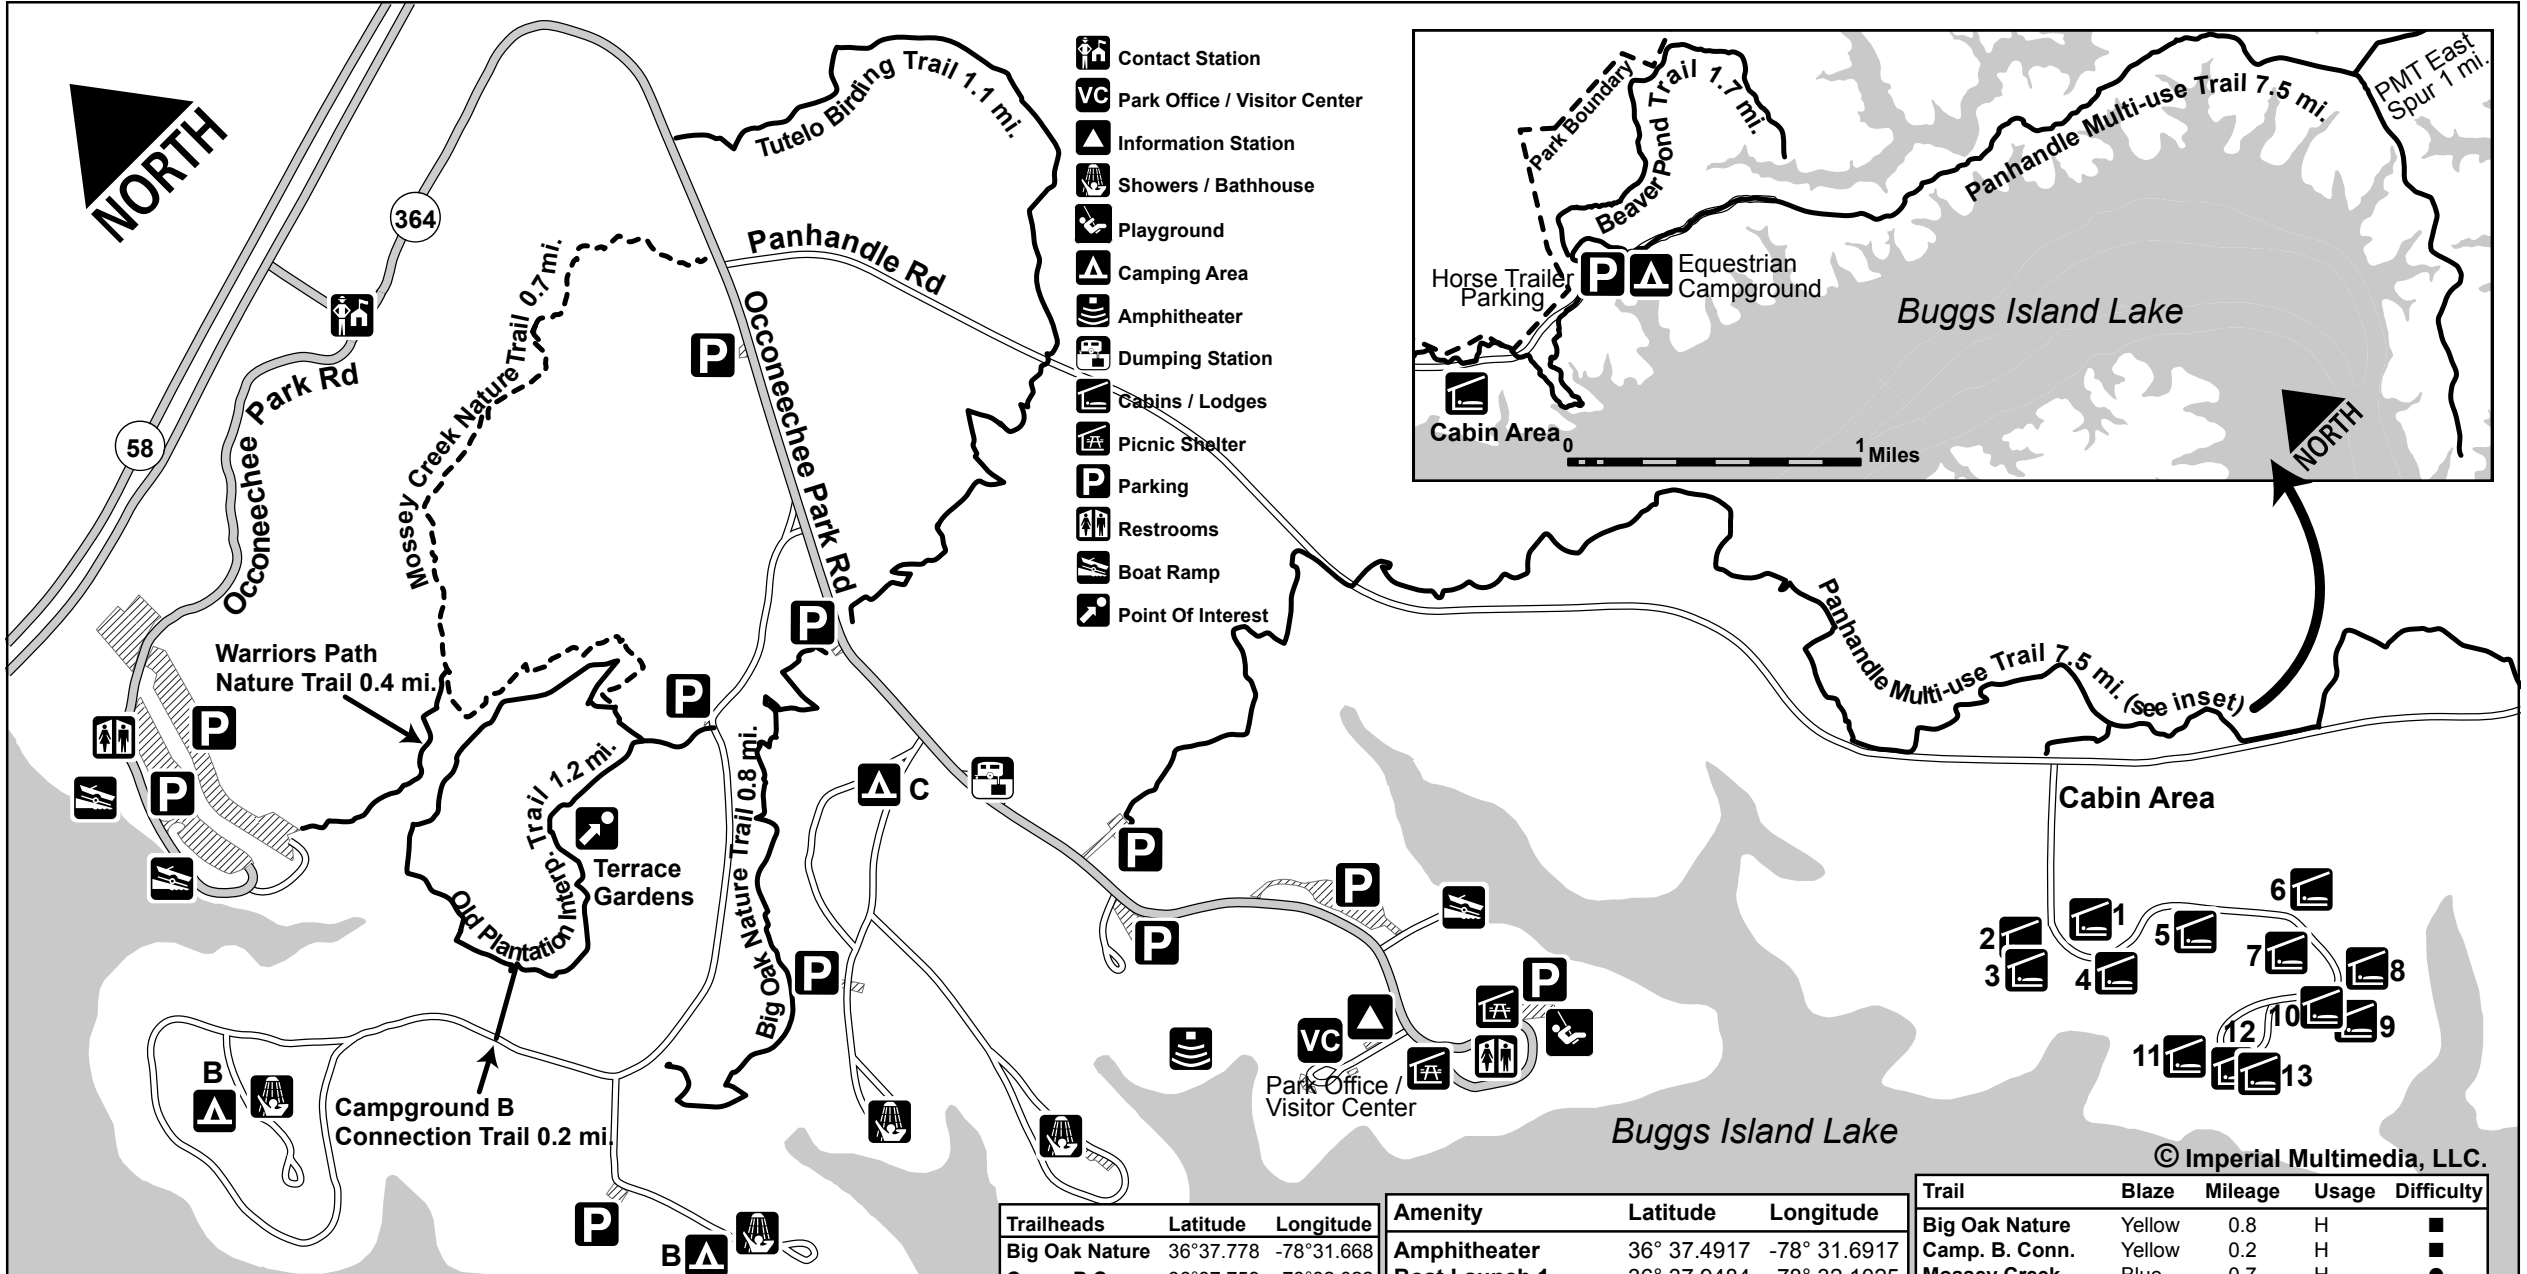 NORTH
364
58
Occoneechee Park Rd
Tutelo Birding Trail 1.1 mi.
Panhandle Rd
Occoneechee Park Rd
Mossey Creek Nature Trail 0.7 mi.
Warriors Path
Nature Trail 0.4 mi.
Old Plantation Interp. Trail 1.2 mi.
Terrace
Gardens
Big Oak Nature Trail 0.8 mi.
Campground B
Connection Trail 0.2 mi.
B
B
C
P
P
P
P
P
P
P
P
P
P
P
P
VC
Park Office /
Visitor Center
Contact Station
VC Park Office / Visitor Center
Information Station
Showers / Bathhouse
Playground
Camping Area
Amphitheater
Dumping Station
Cabins / Lodges
Picnic Shelter
P Parking
Restrooms
Boat Ramp
Point Of Interest
Park Boundary
Beaver Pond Trail 1.7 mi.
Panhandle Multi-use Trail 7.5 mi.
PMT East
Spur 1 mi.
Horse Trailer
Parking
P
Equestrian
Campground
Buggs Island Lake
Cabin Area
0 1 Miles
NORTH
Panhandle Multi-use Trail 7.5 mi. (see inset)
Cabin Area
1
2
3
4
5
6
7
8
9
10
11
12
13
Buggs Island Lake
© Imperial Multimedia, LLC.
Trailheads Latitude Longitude
Big Oak Nature 36°37.778 -78°31.668
Amenity Latitude Longitude
Amphitheater 36° 37.4917 -78° 31.6917
Trail Blaze Mileage Usage Difficulty
Big Oak Nature Yellow 0.8 H ■
Camp. B. Conn. Yellow 0.2 H ■